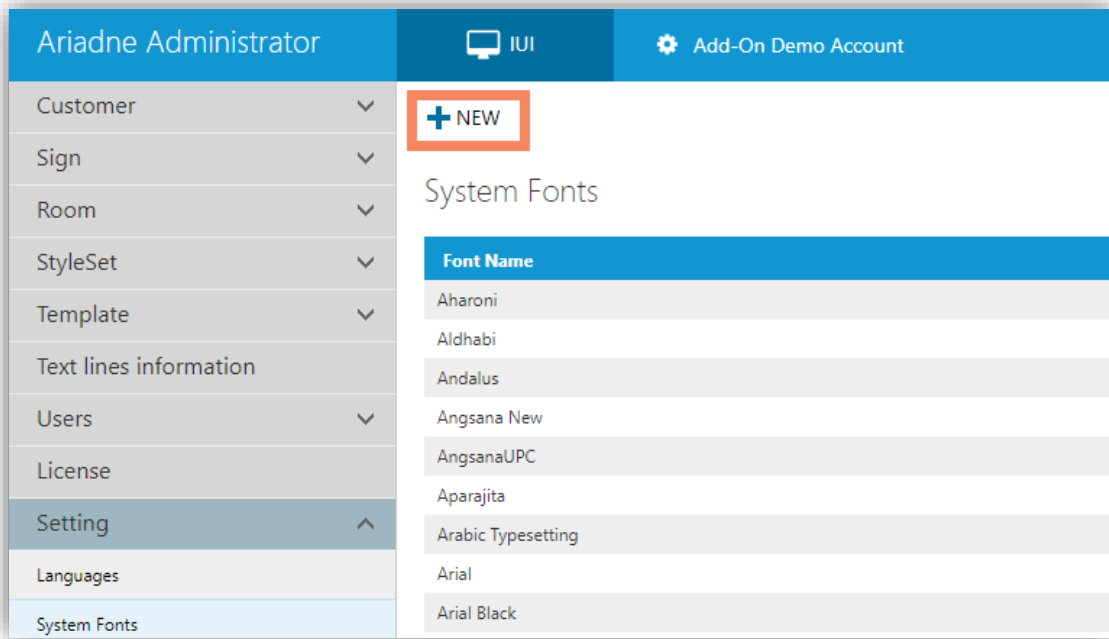 Ariadne Administrator
IUI
Add-On Demo Account
Customer
Sign
Room
StyleSet
Template
Text lines information
Users
License
Setting
Languages
System Fonts
NEW
System Fonts
Font Name
Aharoni
Aldhabi
Andalus
Angsana New
AngsanaUPC
Aparajita
Arabic Typesetting
Arial
Arial Black